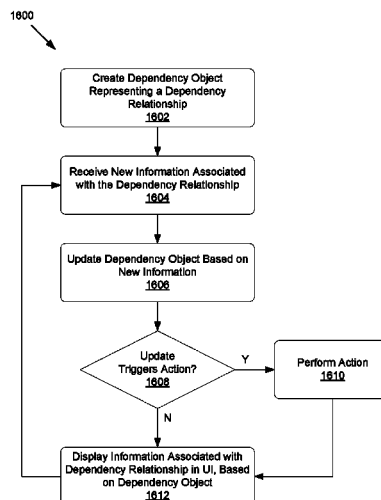 1600
Create Dependency Object
Representing a Dependency
Relationship
1602
Receive New Information Associated
with the Dependency Relationship
1604
Update Dependency Object Based on
New Information
1606
Update
Triggers Action?
1608
Y
Perform Action
1610
N
Display Information Associated with
Dependency Relationship in UI, Based
on Dependency Object
1612